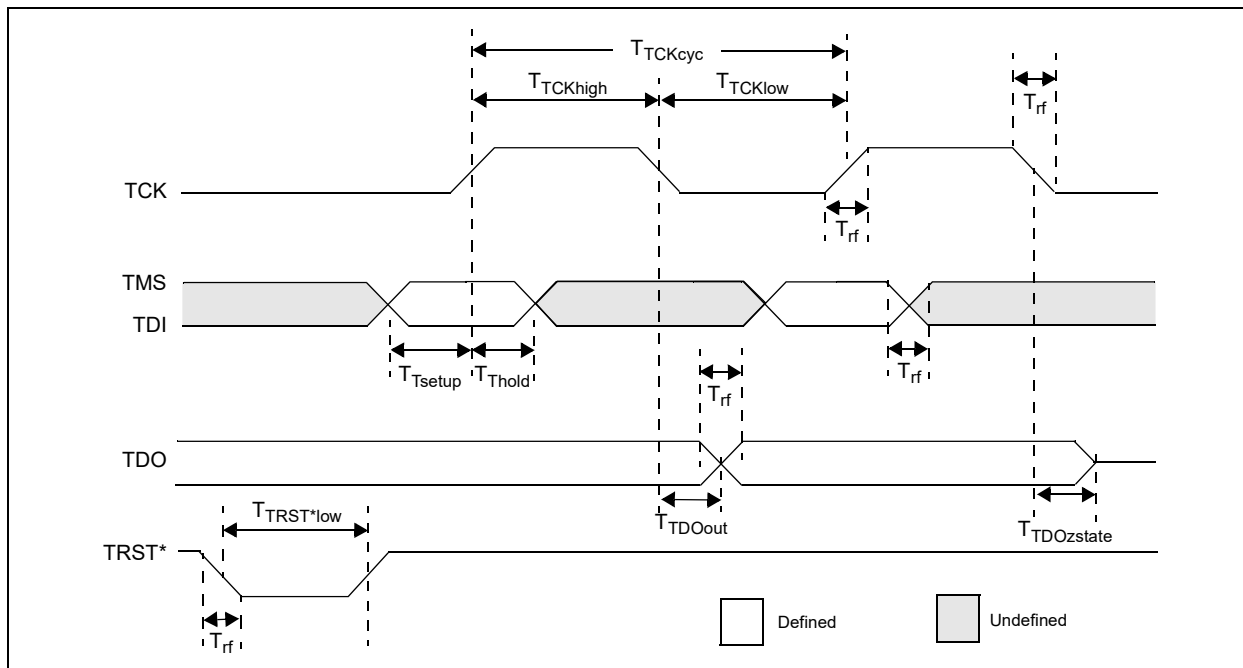 TTCKcyc
TTCKhigh
TTCKlow
Trf
TCK
Trf
TMS
TDI
TTsetup
TThold
Trf
Trf
TDO
TTRST*low
TTDOout
TTDOzstate
TRST*
Trf
Defined
Undefined